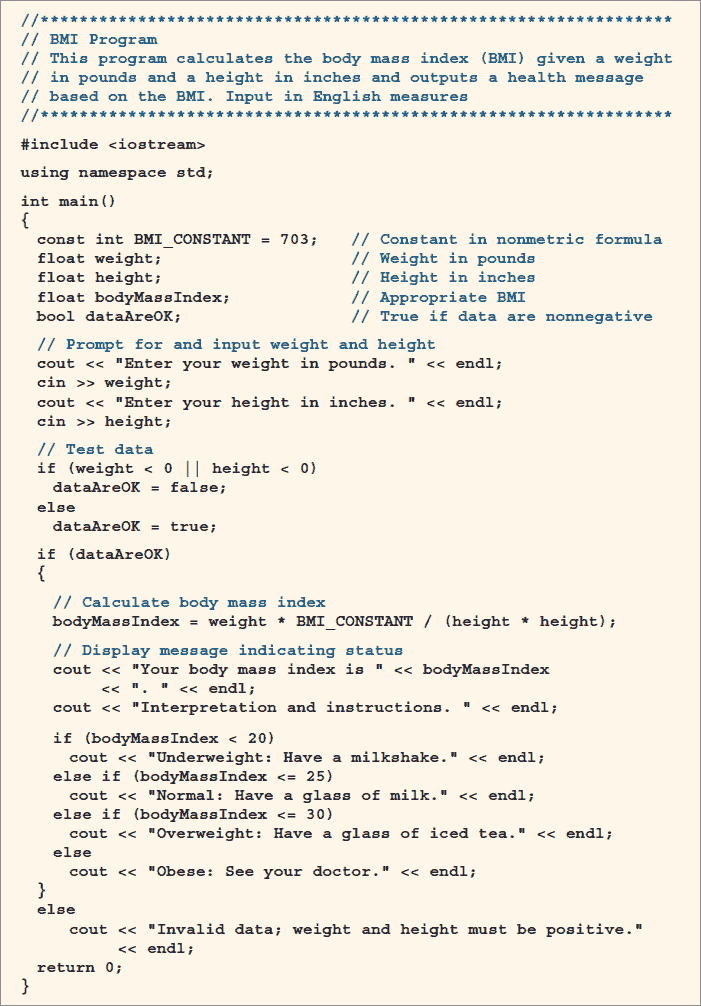 //*****************************************************************
// BMI Program
// This program calculates the body mass index (BMI) given a weight
// in pounds and a height in inches and outputs a health message
// based on the BMI. Input in English measures
//*****************************************************************
#include <iostream>
using namespace std;
int main()
{
  const int BMI_CONSTANT = 703;    // Constant in nonmetric formula
  float weight;                    // Weight in pounds
  float height;                    // Height in inches
  float bodyMassIndex;             // Appropriate BMI
  bool dataAreOK;                  // True if data are nonnegative
  // Prompt for and input weight and height
  cout << "Enter your weight in pounds. " << endl;
  cin >> weight;
  cout << "Enter your height in inches. " << endl;
  cin >> height;
  // Test data
  if (weight < 0 || height < 0)
    dataAreOK = false;
  else
    dataAreOK = true;
  if (dataAreOK)
  {
    // Calculate body mass index
    bodyMassIndex = weight * BMI_CONSTANT / (height * height);
    // Display message indicating status
    cout << "Your body mass index is " << bodyMassIndex
          << ". " << endl;
    cout << "Interpretation and instructions. " << endl;
    if (bodyMassIndex < 20)
      cout << "Underweight: Have a milkshake." << endl;
    else if (bodyMassIndex <= 25)
      cout << "Normal: Have a glass of milk." << endl;
    else if (bodyMassIndex <= 30)
      cout << "Overweight: Have a glass of iced tea." << endl;
    else
      cout << "Obese: See your doctor." << endl;
  }
  else
      cout << "Invalid data; weight and height must be positive."
            << endl;
  return 0;
}